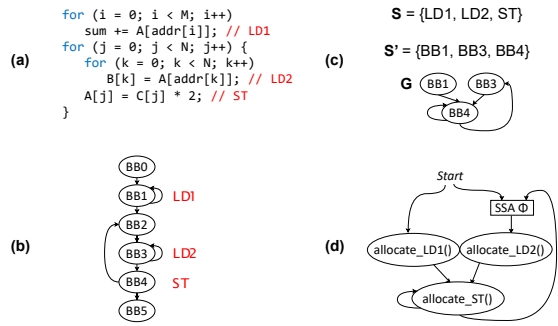 (a)
for (i = 0; i < M; i++)
sum += A[addr[i]]; // LD1
for (j = 0; j < N; j++) {
for (k = 0; k < N; k++)
B[k] = A[addr[k]]; // LD2
A[j] = C[j] * 2; // ST
}
(c)
S = {LD1, LD2, ST}
S’ = {BB1, BB3, BB4}
G
BB1
BB3
BB4
(b)
BB0
BB1 LD1
BB2
BB3 LD2
BB4 ST
BB5
(d)
Start
SSA Φ
allocate_LD1() allocate_LD2()
allocate_ST()